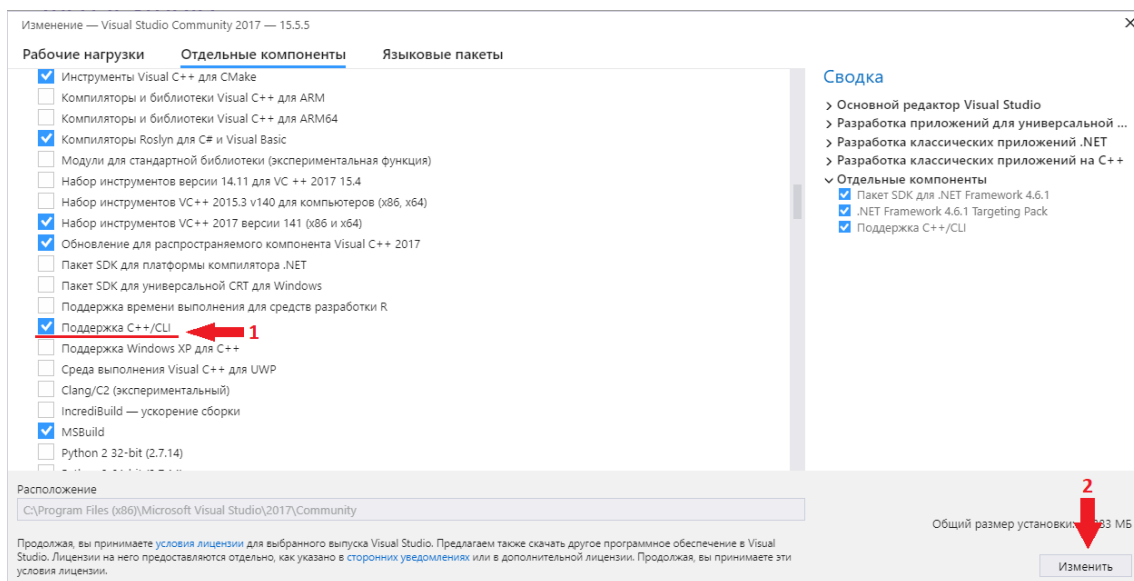 Изменение — Visual Studio Community 2017 — 15.5.5
Рабочие нагрузки Отдельные компоненты Языковые пакеты
Инструменты Visual C++ для CMake
Компиляторы и библиотеки Visual C++ для ARM
Компиляторы и библиотеки Visual C++ для ARM64
Компиляторы Roslyn для C# и Visual Basic
Модули для стандартной библиотеки (экспериментальная функция)
Набор инструментов версии 14.11 для VC ++ 2017 15.4
Набор инструментов VC++ 2015.3 v140 для компьютеров (x86, x64)
Набор инструментов VC++ 2017 версии 141 (x86 и x64)
Обновление для распространяемого компонента Visual C++ 2017
Пакет SDK для платформы компилятора .NET
Пакет SDK для универсальной CRT для Windows
Поддержка времени выполнения для средств разработки R
Поддержка C++/CLI
1
Поддержка Windows XP для C++
Среда выполнения Visual C++ для UWP
Clang/C2 (экспериментальный)
IncrediBuild — ускорение сборки
MSBuild
Python 2 32-bit (2.7.14)
Сводка
Основной редактор Visual Studio
Разработка приложений для универсальной ...
Разработка классических приложений .NET
Разработка классических приложений на C++
Отдельные компоненты
Пакет SDK для .NET Framework 4.6.1
.NET Framework 4.6.1 Targeting Pack
Поддержка C++/CLI
Расположение
C:\Program Files (x86)\Microsoft Visual Studio\2017\Community
Продолжая, вы принимаете условия лицензии для выбранного выпуска Visual Studio. Предлагаем также скачать другое программное обеспечение в Visual
Studio. Лицензии на него предоставляются отдельно, как указано в сторонних уведомлениях или в дополнительной лицензии. Продолжая, вы принимаете эти
условия лицензии.
2
Общий размер установки: МБ
Изменить